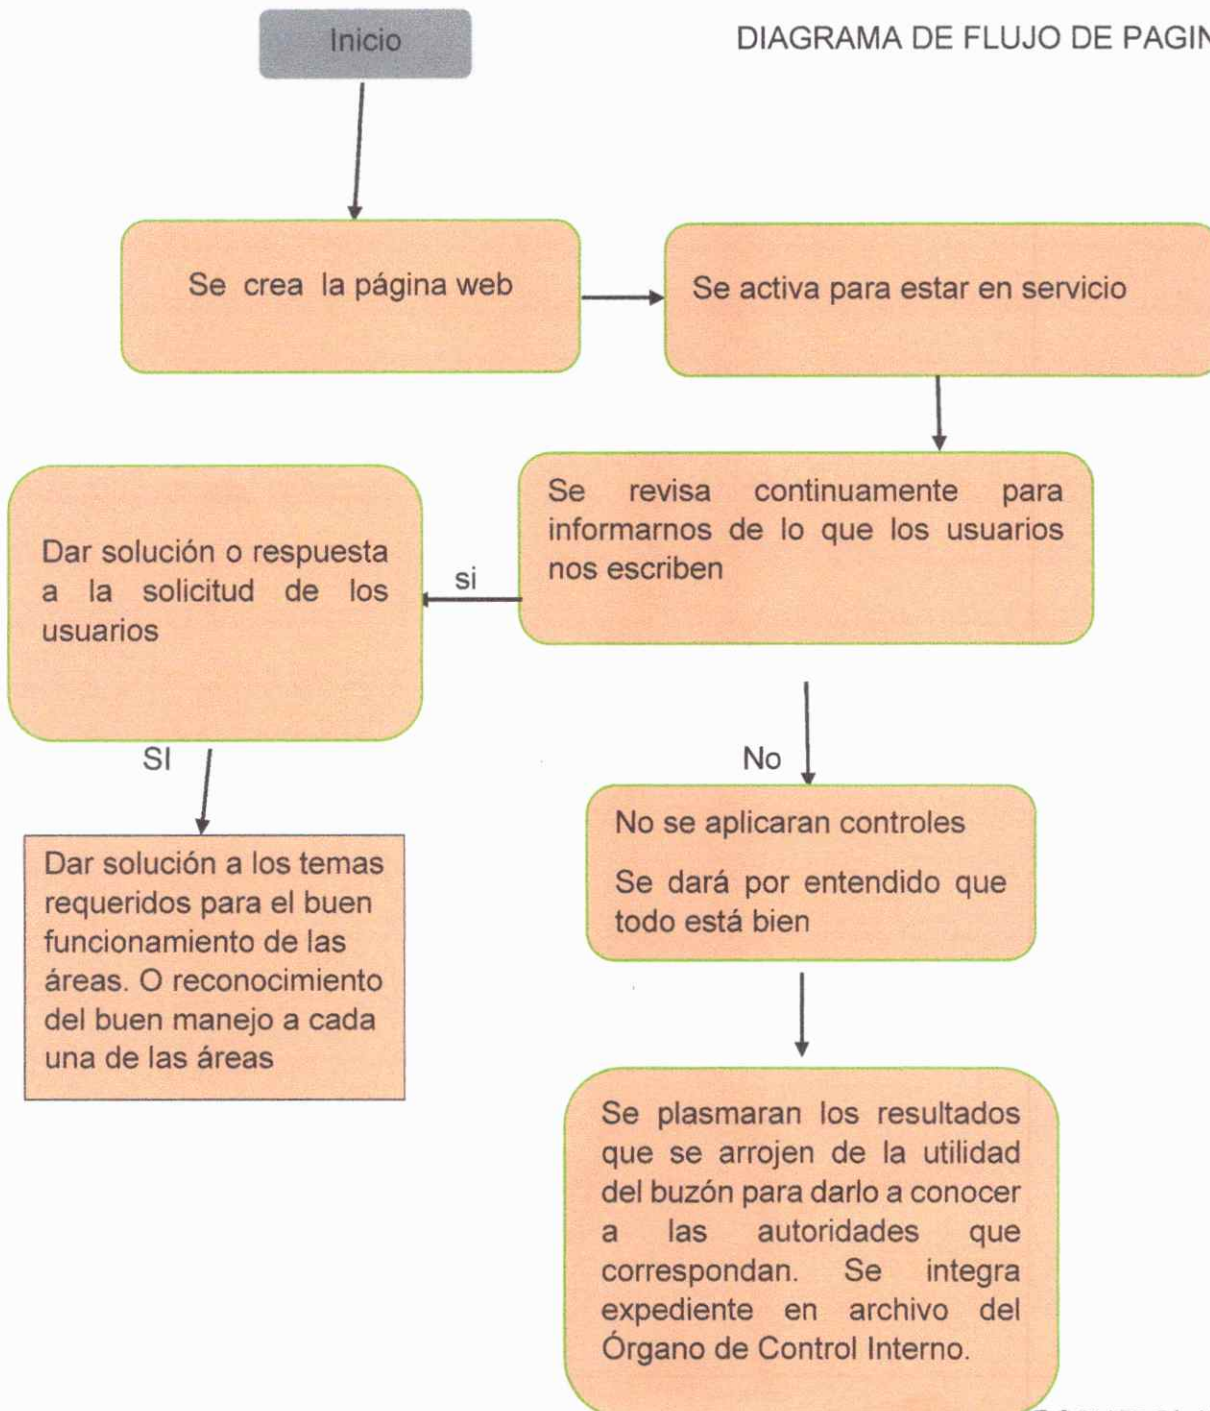 Inicio
DIAGRAMA DE FLUJO DE PAGIN
Se crea la página web
Se activa para estar en servicio
Se revisa continuamente para
informarnos de lo que los usuarios
nos escriben
si
Dar solución o respuesta
a la solicitud de los
usuarios
SI
Dar solución a los temas
requeridos para el buen
funcionamiento de las
áreas. O reconocimiento
del buen manejo a cada
una de las áreas
No
No se aplicaran controles
Se dará por entendido que
todo está bien
Se plasmaran los resultados
que se arrojen de la utilidad
del buzón para darlo a conocer
a las autoridades que
correspondan. Se integra
expediente en archivo del
Órgano de Control Interno.